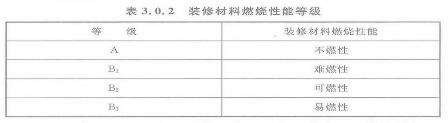 表 3.0.2 装修材料燃烧性能等级
等 级 装修材料燃烧性能
A 不燃性
B₁ 难燃性
B₂ 可燃性
B₃ 易燃性